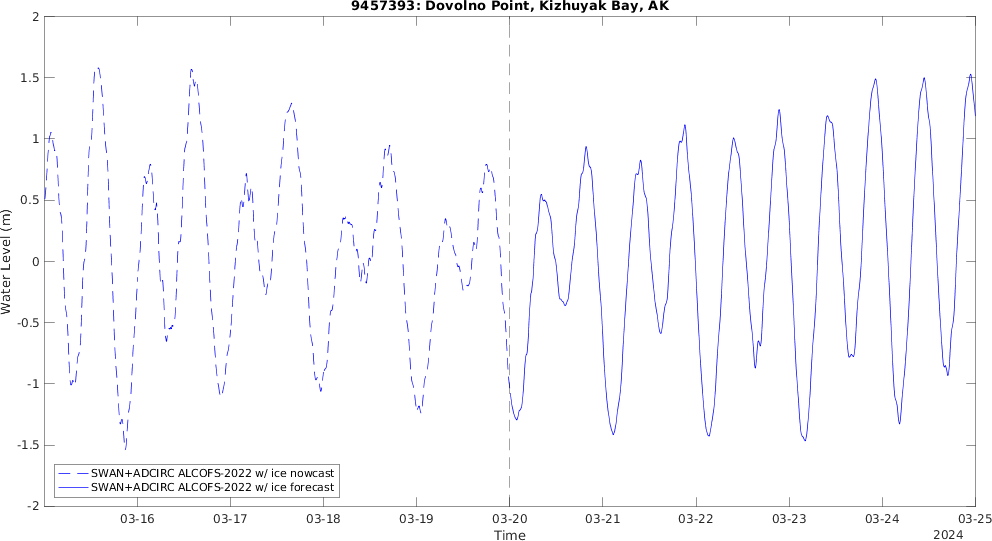 9457393: Dovolno Point, Kizhuyak Bay, AK
2
1.5
1
0.5
0
-0.5
-1
-1.5
-2
Water Level (m)
SWAN+ADCIRC ALCOFS-2022 w/ ice nowcast
SWAN+ADCIRC ALCOFS-2022 w/ ice forecast
03-16 03-17 03-18 03-19 03-20 03-21 03-22 03-23 03-24 03-25
Time
2024